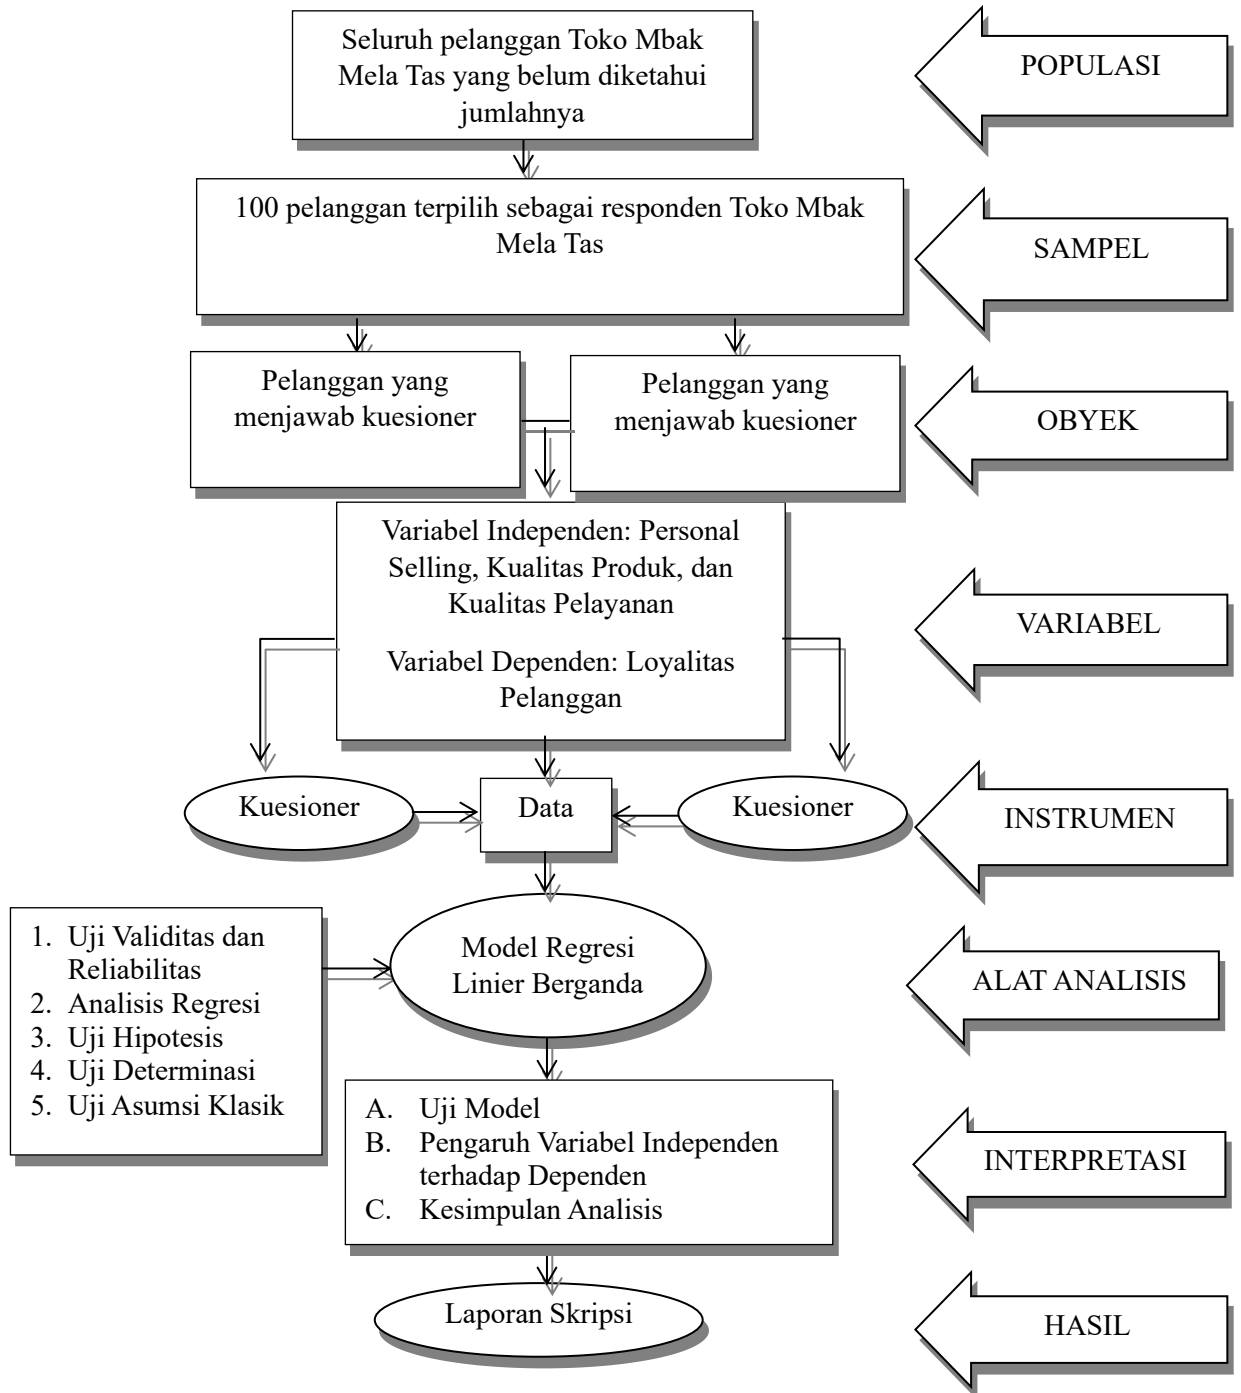 Seluruh pelanggan Toko Mbak
Mela Tas yang belum diketahui
jumlahnya
POPULASI
100 pelanggan terpilih sebagai responden Toko Mbak
Mela Tas
SAMPEL
Pelanggan yang
menjawab kuesioner
Pelanggan yang
menjawab kuesioner
OBYEK
Variabel Independen: Personal
Selling, Kualitas Produk, dan
Kualitas Pelayanan
Variabel Dependen: Loyalitas
Pelanggan
VARIABEL
Kuesioner
Data
Kuesioner
INSTRUMEN
1. Uji Validitas dan
Reliabilitas
2. Analisis Regresi
3. Uji Hipotesis
4. Uji Determinasi
5. Uji Asumsi Klasik
Model Regresi
Linier Berganda
ALAT ANALISIS
A. Uji Model
B. Pengaruh Variabel Independen
terhadap Dependen
C. Kesimpulan Analisis
INTERPRETASI
Laporan Skripsi
HASIL